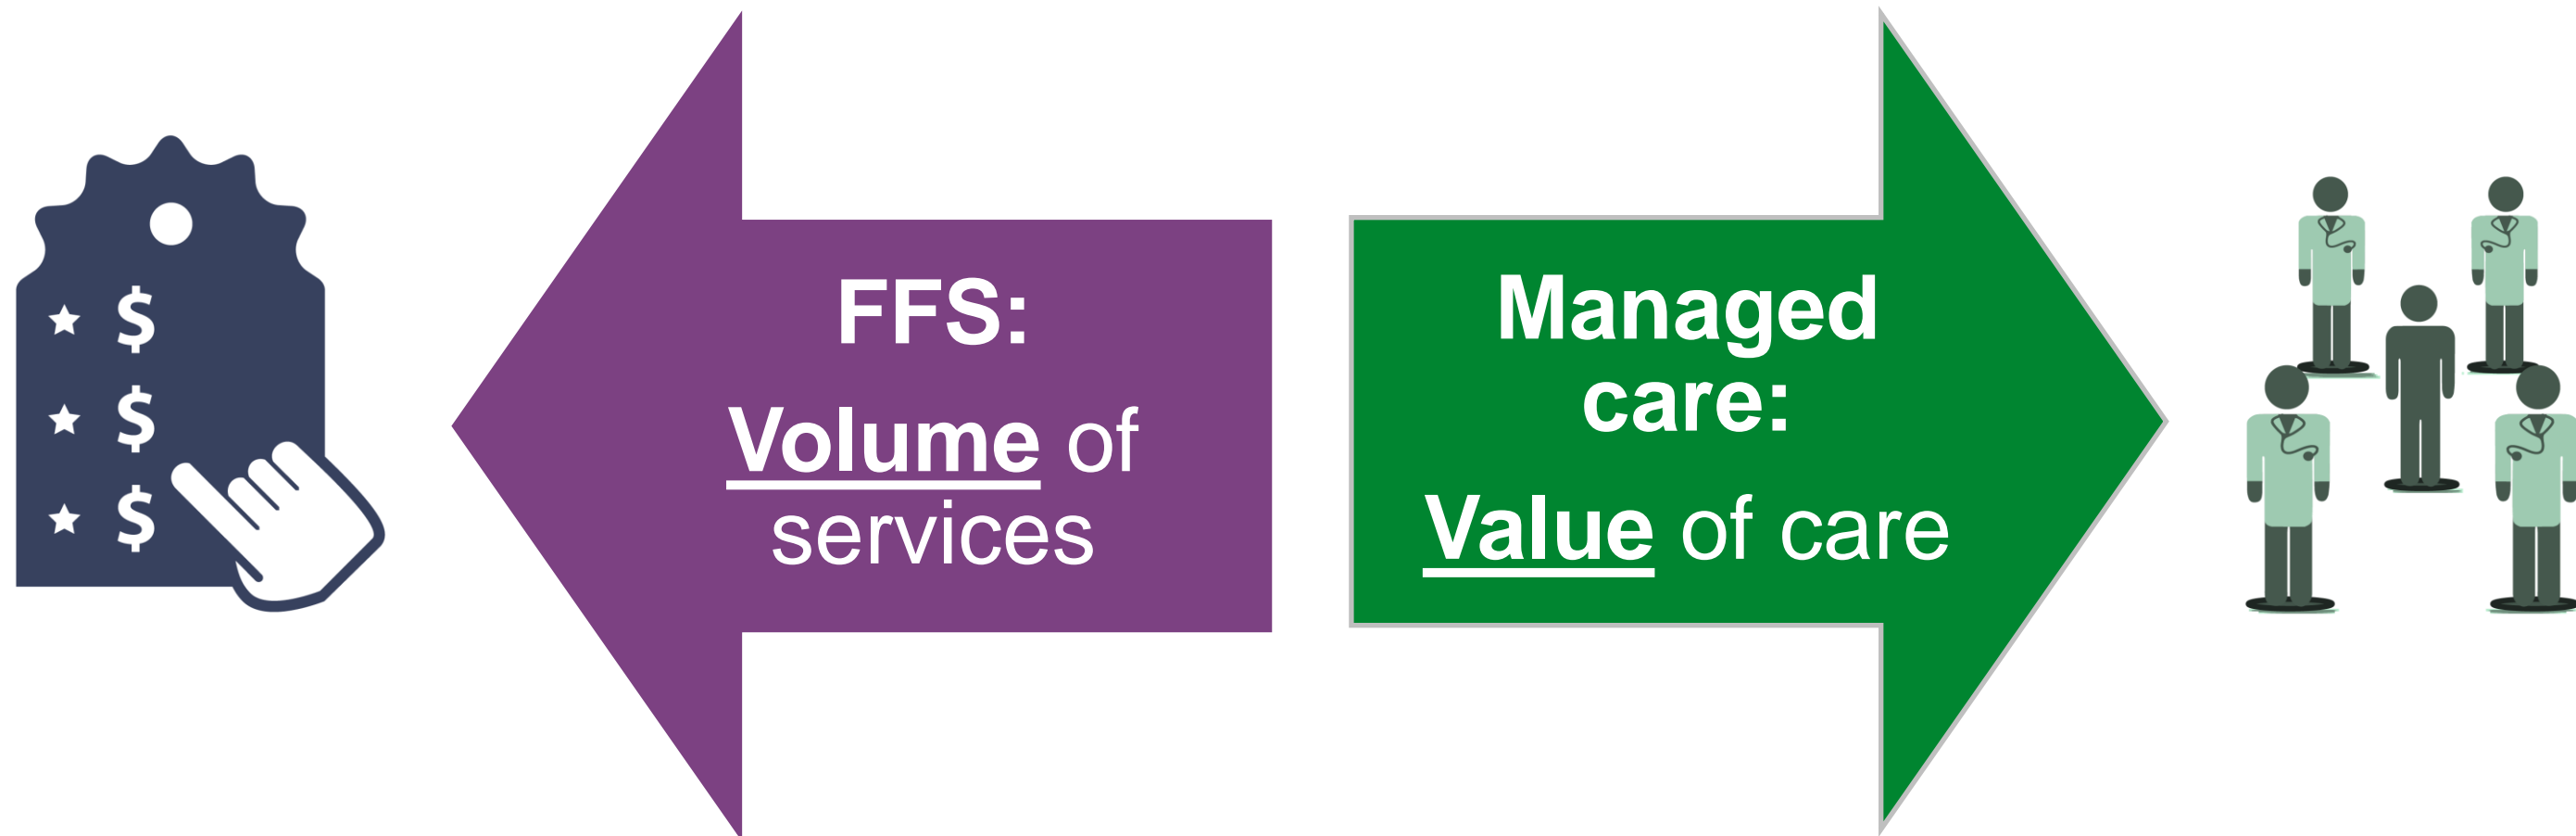 $
$
$
FFS:
Volume of
services
Managed
care:
Value of care